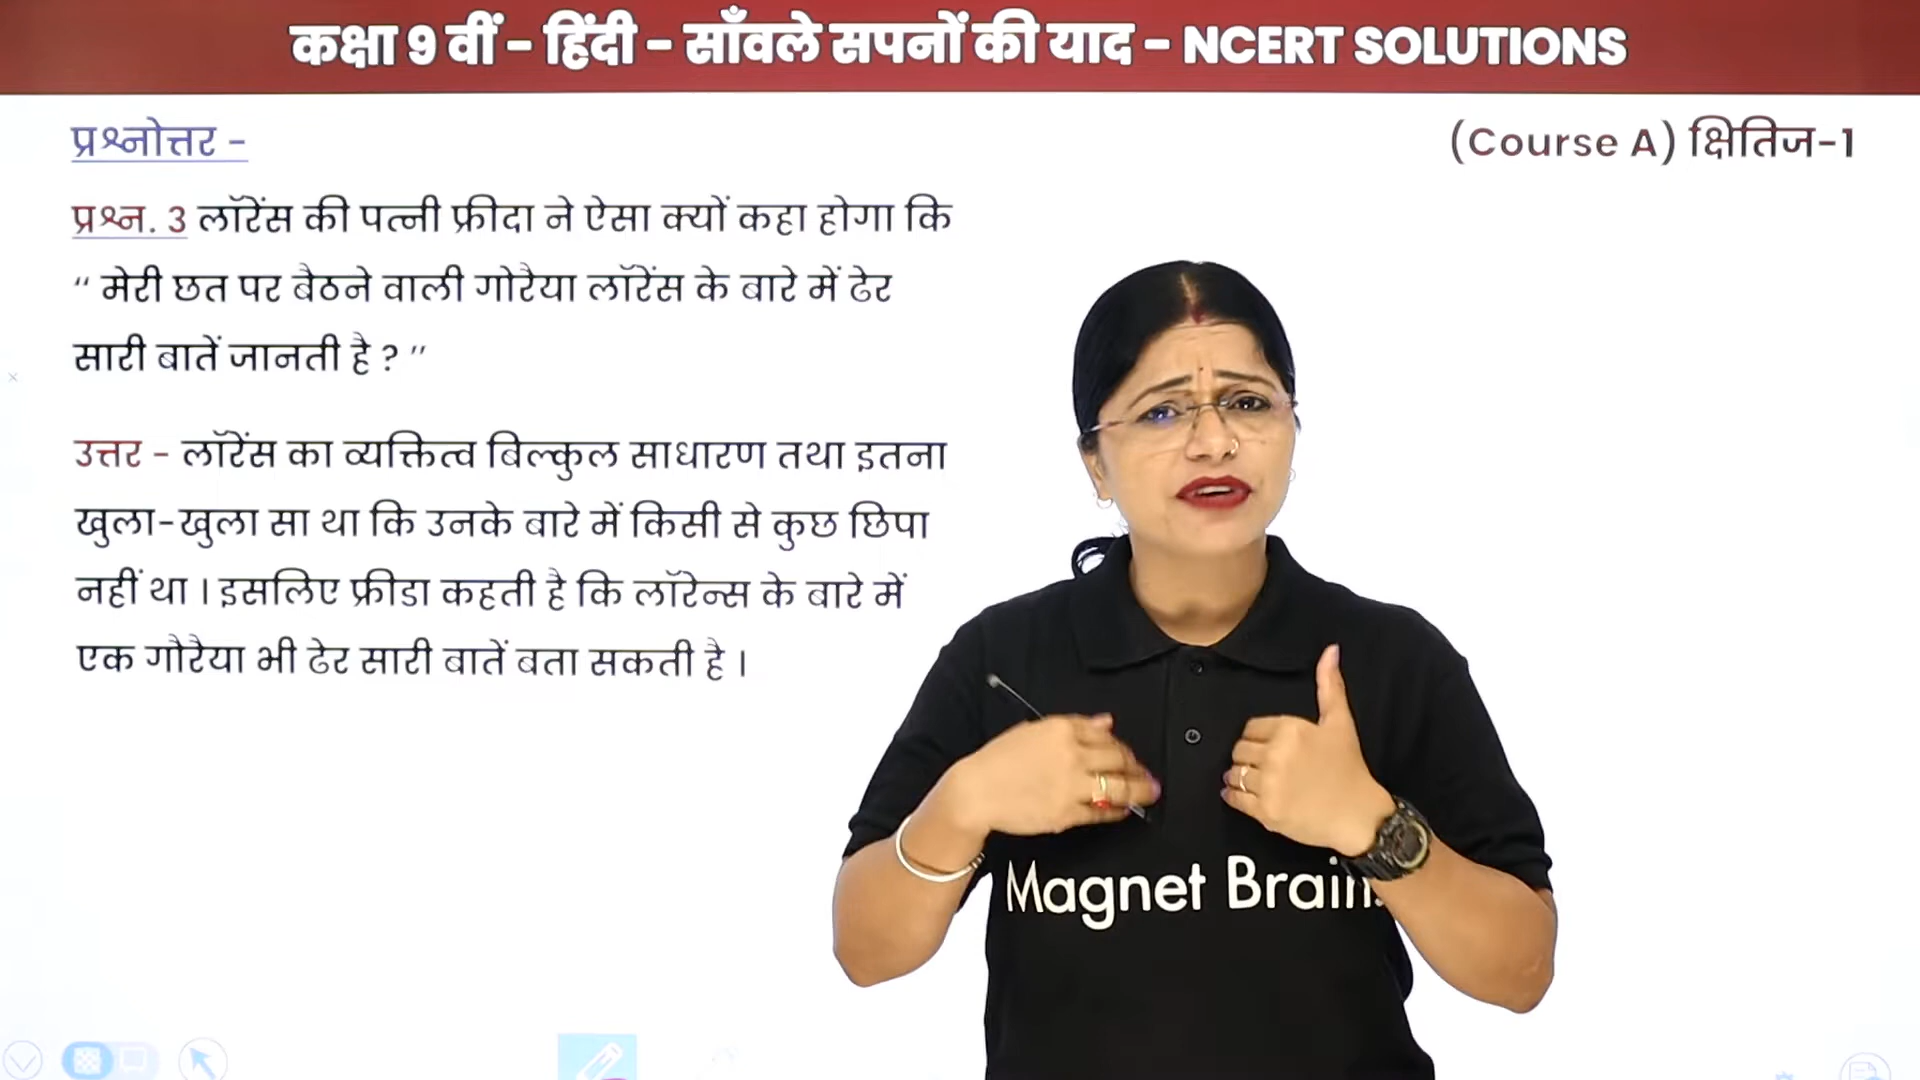 कक्षा 9 वीं - हिंदी - साँवले सपनों की याद - NCERT SOLUTIONS
प्रश्नोत्तर -
(Course A) क्षितिज-1
प्रश्न. 3 लॉरेंस की पत्नी फ्रीदा ने ऐसा क्यों कहा होगा कि
“ मेरी छत पर बैठने वाली गोरैया लॉरेंस के बारे में ढेर
सारी बातें जानती है ? ”
उत्तर - लॉरेंस का व्यक्तित्व बिल्कुल साधारण तथा इतना
खुला-खुला सा था कि उनके बारे में किसी से कुछ छिपा
नहीं था । इसलिए फ्रीडा कहती है कि लॉरेन्स के बारे में
एक गौरैया भी ढेर सारी बातें बता सकती है ।
Magnet Brains